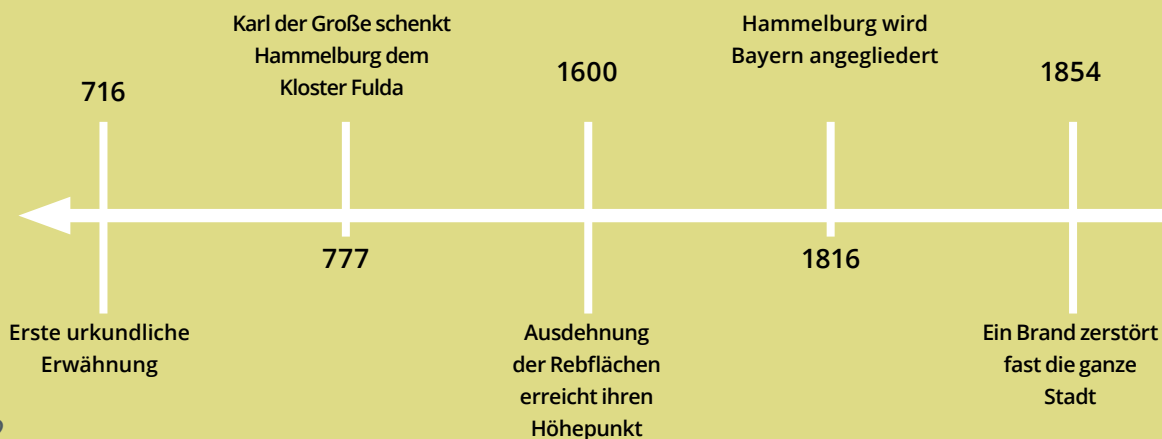 716
Erste urkundliche
Erwähnung
Karl der Große schenkt
Hammelburg dem
Kloster Fulda
777
1600
Ausdehnung
der Rebflächen
erreicht ihren
Höhepunkt
Hammelburg wird
Bayern angegliedert
1816
1854
Ein Brand zerstört
fast die ganze
Stadt